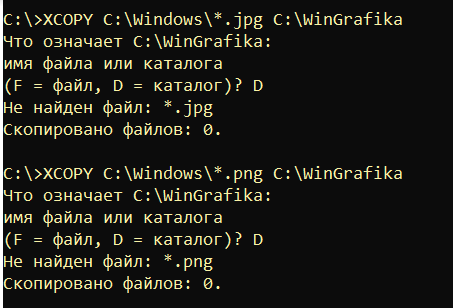 C:\>XCOPY C:\Windows\*.jpg C:\WinGrafika
Что означает C:\WinGrafika:
имя файла или каталога
(F = файл, D = каталог)? D
Не найден файл: *.jpg
Скопировано файлов: 0.
C:\>XCOPY C:\Windows\*.png C:\WinGrafika
Что означает C:\WinGrafika:
имя файла или каталога
(F = файл, D = каталог)? D
Не найден файл: *.png
Скопировано файлов: 0.